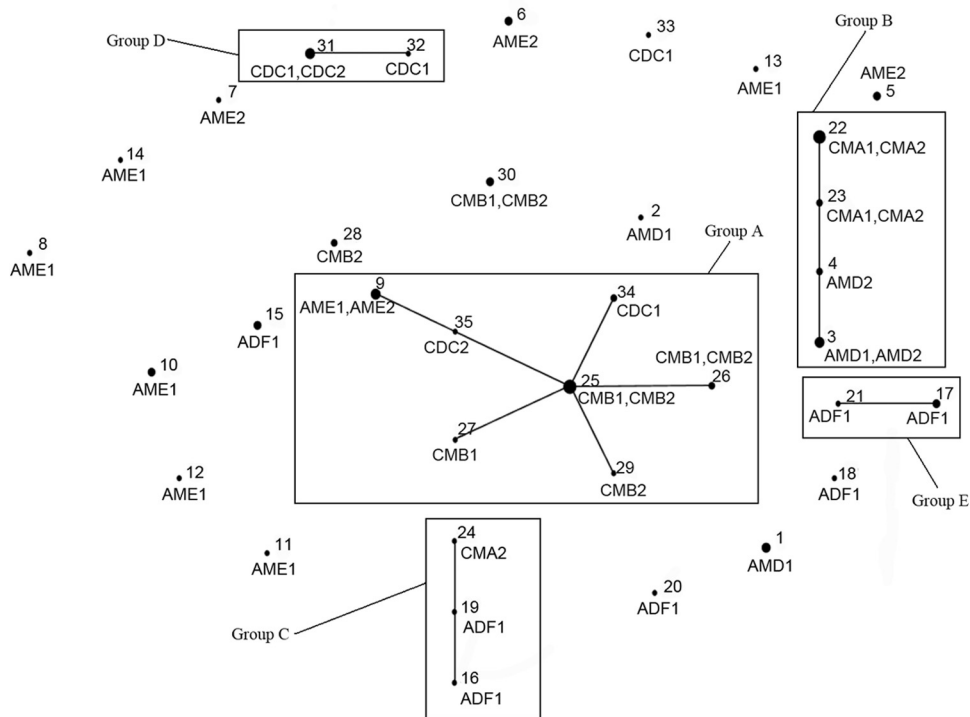 6
AME2
33
CDC1
Group B
Group D
31
32
CDC1,CDC2
CDC1
13
AME1
AME2
5
7
AME2
22
CMA1,CMA2
14
AME1
30
CMB1,CMB2
23
CMA1,CMA2
2
AMD1
Group A
28
CMB2
8
AME1
4
AMD2
9
AME1,AME2
34
CDC1
15
ADF1
35
CDC2
3
AMD1,AMD2
CMB1,CMB2
26
10
AME1
25
CMB1,CMB2
21
ADF1
17
ADF1
27
CMB1
29
CMB2
12
AME1
18
ADF1
Group E
24
CMA2
11
AME1
1
AMD1
20
ADF1
19
ADF1
Group C
16
ADF1